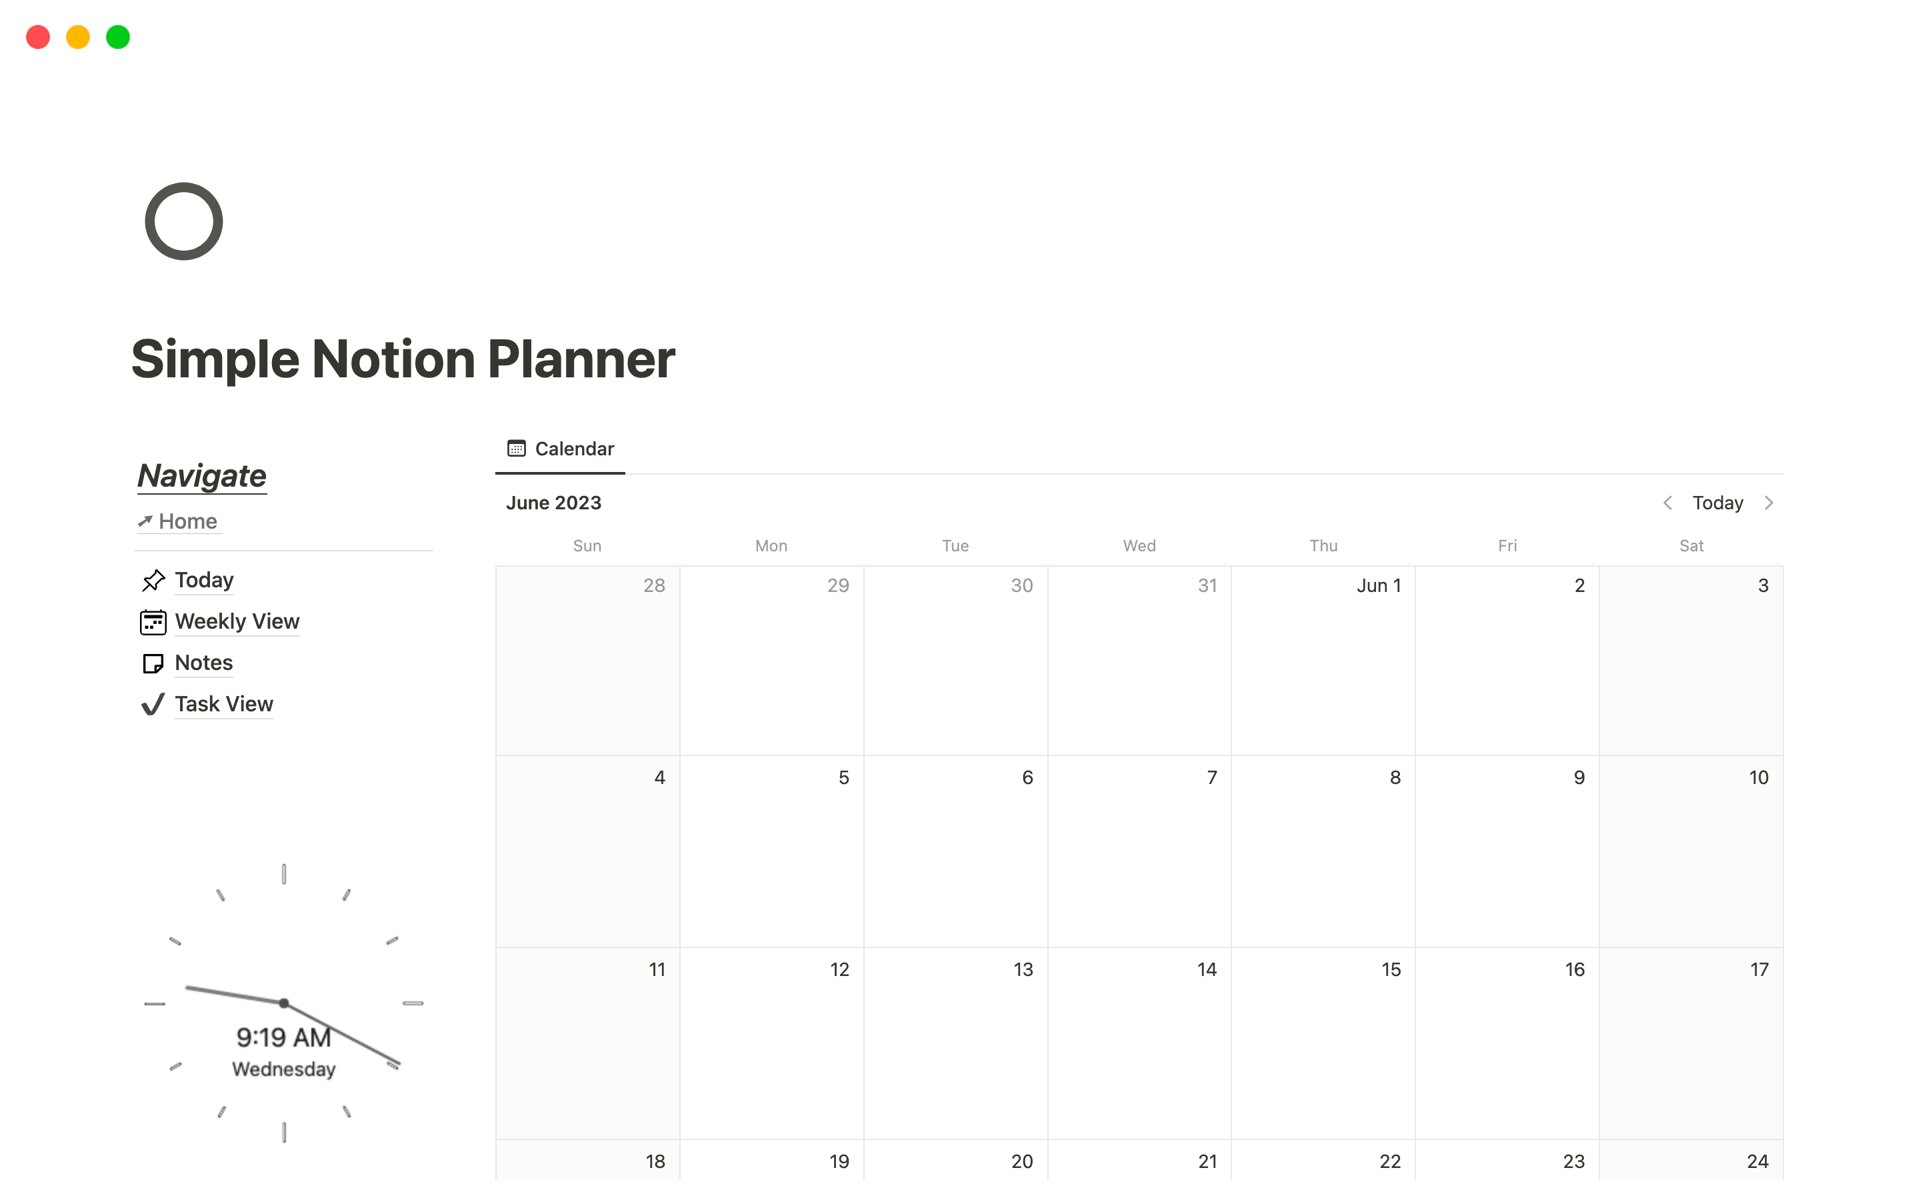 Simple Notion Planner
Navigate
Home
Today
Weekly View
Notes
Task View
9:19 AM
Wednesday
Calendar
June 2023
Today
Sun Mon Tue Wed Thu Fri Sat
28 29 30 31 Jun 1 2 3
4 5 6 7 8 9 10
11 12 13 14 15 16 17
18 19 20 21 22 23 24